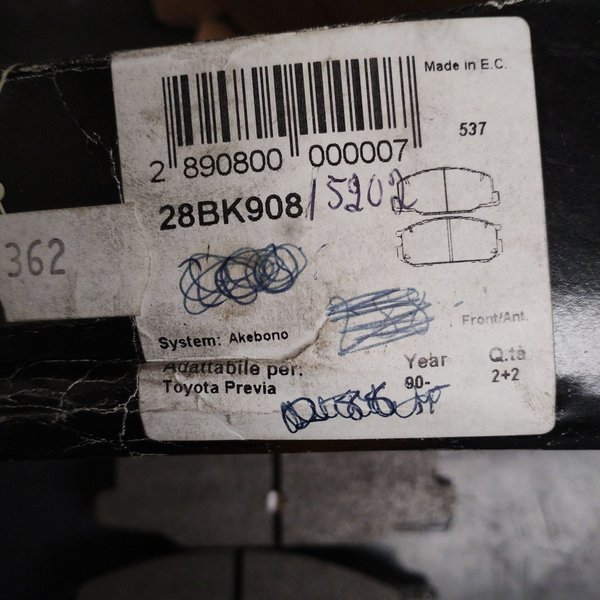 Made in E.C.
537
2 890800 000007
28BK908/15202
362
System: Akebono
Front/Ant.
Adattabile per: Year Q.tà
Toyota Previa 90- 2+2